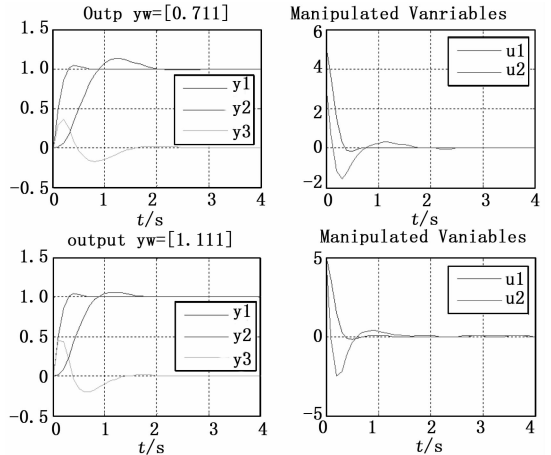 Outp yw=[0.711]
1.5
1.0
0.5
0
-0.5
y1
y2
y3
0 1 2 3 4
t/s
Manipulated Vanriables
6
4
2
0
-2
u1
u2
0 1 2 3 4
t/s
output yw=[1.111]
1.5
1.0
0.5
0
-0.5
y1
y2
y3
0 1 2 3 4
t/s
Manipulated Vaniables
5
0
-5
u1
u2
0 1 2 3 4
t/s